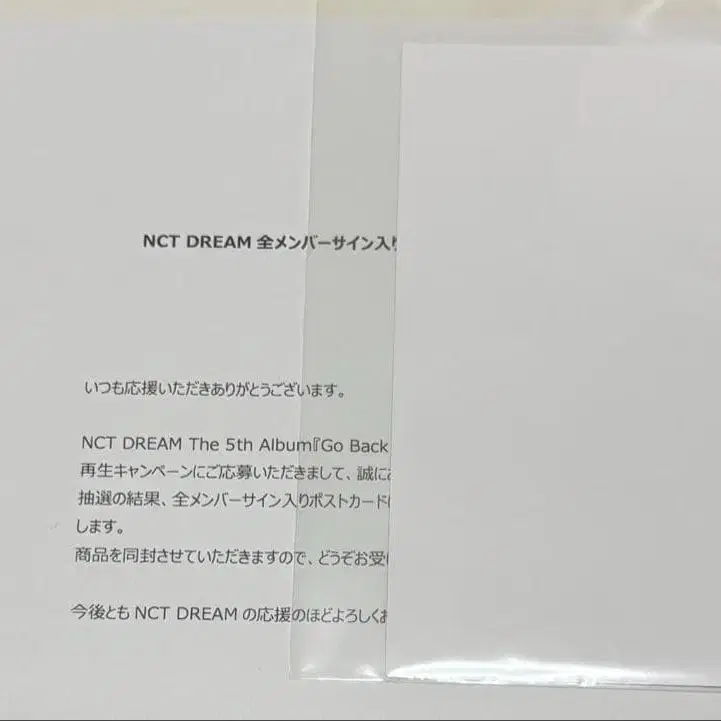 NCT DREAM 全メンバーサイン入り
いつも応援いただきありがとうございます。
NCT DREAM The 5th Album『Go Back
再生キャンペーンにご応募いただきまして、誠に
抽選の結果、全メンバーサイン入りポストカード
します。
商品を同封させていただきますので、どうぞお受
今後とも NCT DREAM の応援のほどよろしく